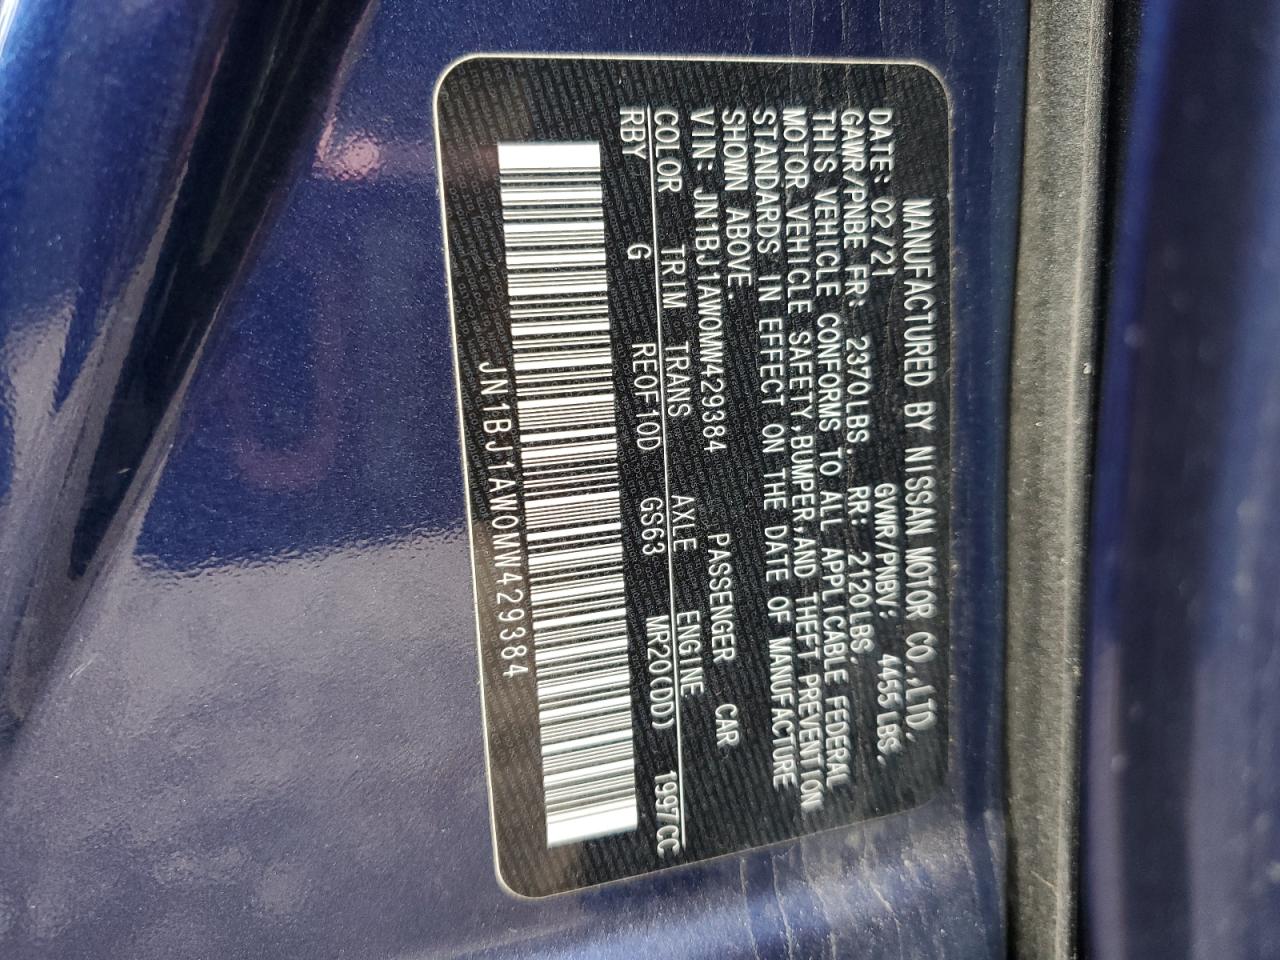 MANUFACTURED BY NISSAN MOTOR CO.,LTD.
DATE: 02/21 GVWR/PNBV: 4455 LBS.
GAWR/PNBE FR: 2370LBS. RR: 2120LBS.
THIS VEHICLE CONFORMS TO ALL APPLICABLE FEDERAL
MOTOR VEHICLE SAFETY,BUMPER,AND THEFT PREVENTION
STANDARDS IN EFFECT ON THE DATE OF MANUFACTURE
SHOWN ABOVE.
VIN: JN1BJ1AW0MW429384 PASSENGER CAR
COLOR TRIM TRANS AXLE ENGINE
RBY G RE0F10D GS63 MR20(DD) 1997CC
JN1BJ1AW0MW429384